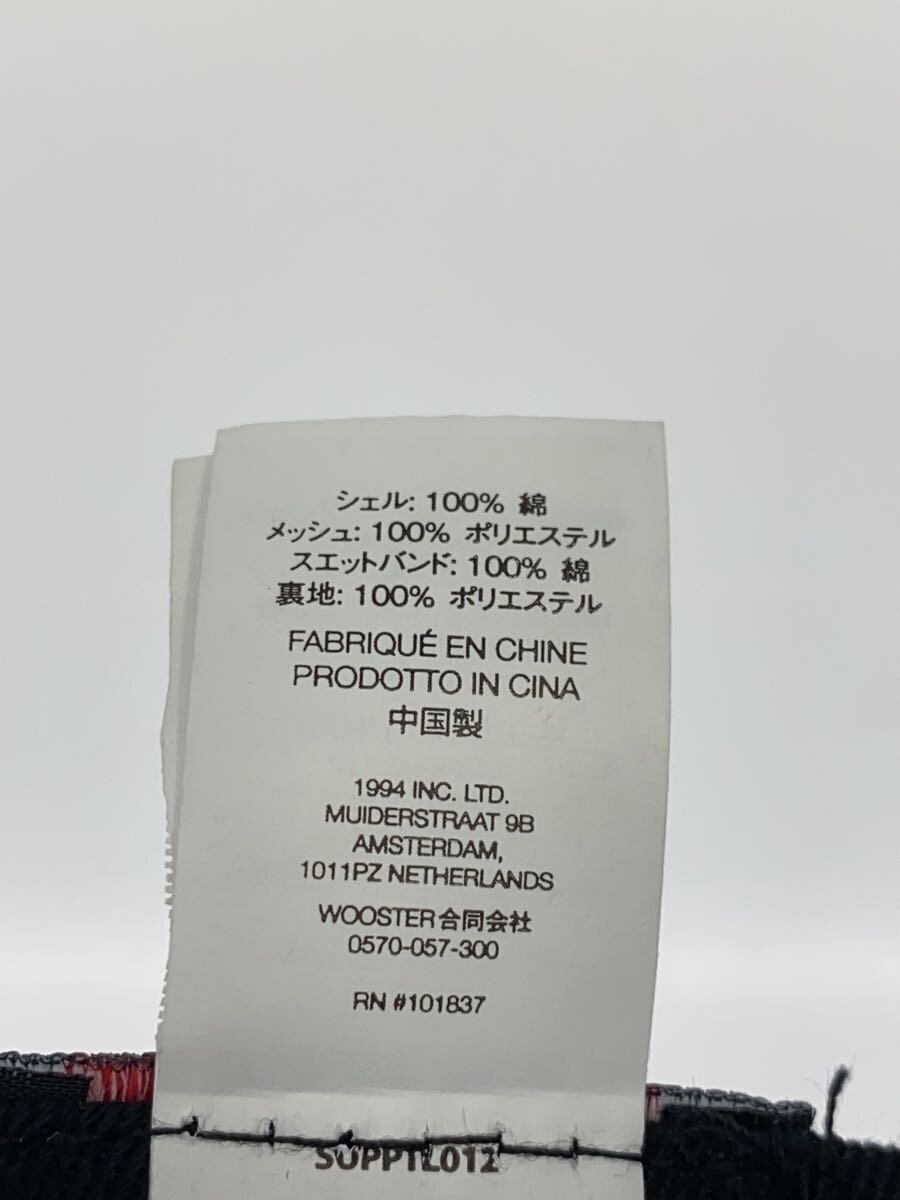 シェル: 100% 綿
メッシュ: 100% ポリエステル
スエットバンド: 100% 綿
裏地: 100% ポリエステル
FABRIQUÉ EN CHINE
PRODOTTO IN CINA
中国製
1994 INC. LTD.
MUIDERSTRAAT 9B
AMSTERDAM,
1011PZ NETHERLANDS
WOOSTER合同会社
0570-057-300
RN #101837
SUPPTL012